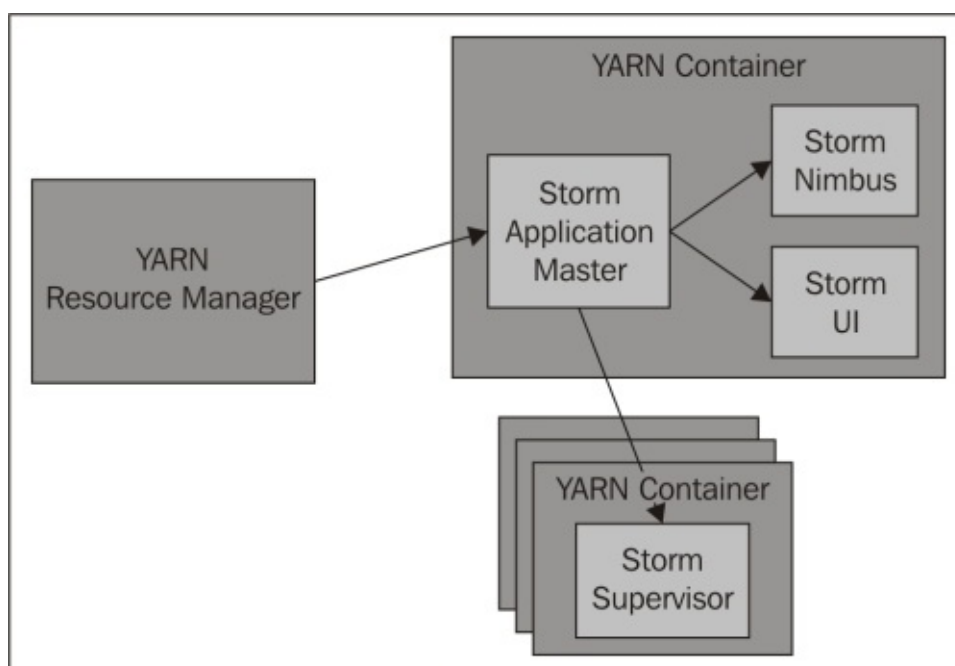 YARN Container
Storm
Nimbus
Storm
Application
Master
YARN
Resource Manager
Storm
UI
YARN Container
Storm
Supervisor